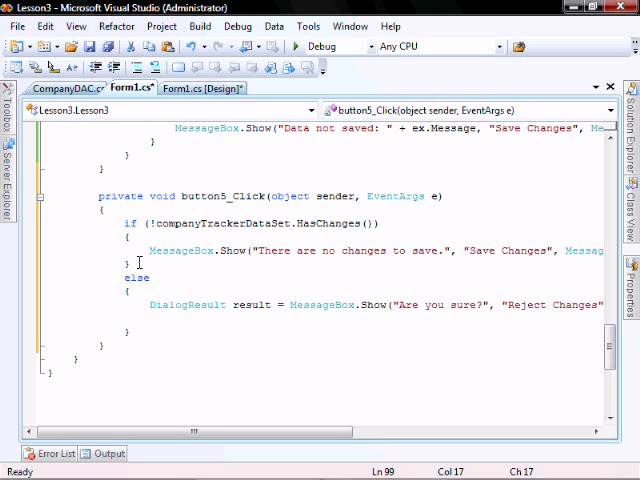 Lesson3 - Microsoft Visual Studio (Administrator)
File Edit View Refactor Project Build Debug Data Tools Test Window Help
Debug Any CPU
CompanyDAC.cs Form1.cs* Form1.cs [Design]*
Lesson3.Lesson3 button5_Click(object sender, EventArgs e)
MessageBox.Show("Data not saved: " + ex.Message, "Save Changes", Me
}
}
}
private void button5_Click(object sender, EventArgs e)
{
if (!companyTrackerDataSet.HasChanges())
{
MessageBox.Show("There are no changes to save.", "Save Changes", Messag
}
else
{
DialogResult result = MessageBox.Show("Are you sure?", "Reject Changes"
}
}
}
}
Toolbox
Server Explorer
Solution Explorer
Class View
Properties
Error List Output
Ready Ln 99 Col 17 Ch 17